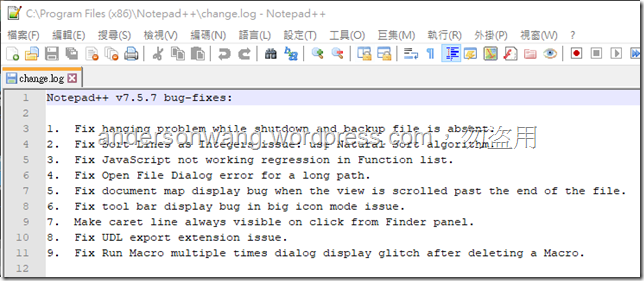 C:\Program Files (x86)\Notepad++\change.log - Notepad++
檔案(F) 編輯(E) 搜尋(S) 檢視(V) 編碼(N) 語言(L) 設定(T) 工具(O) 巨集(M) 執行(R) 外掛(P) 視窗(W) ?
change.log
1 Notepad++ v7.5.7 bug-fixes:
2
3 1. Fix hanging problem while shutdown and backup file is absent.
andersonwang.wordpress.com，勿盜用
4 2. Fix Sort Lines as Integers issue: use Natural Sort algorithm.
5 3. Fix JavaScript not working regression in Function list.
6 4. Fix Open File Dialog error for a long path.
7 5. Fix document map display bug when the view is scrolled past the end of the file.
8 6. Fix tool bar display bug in big icon mode issue.
9 7. Make caret line always visible on click from Finder panel.
10 8. Fix UDL export extension issue.
11 9. Fix Run Macro multiple times dialog display glitch after deleting a Macro.
12